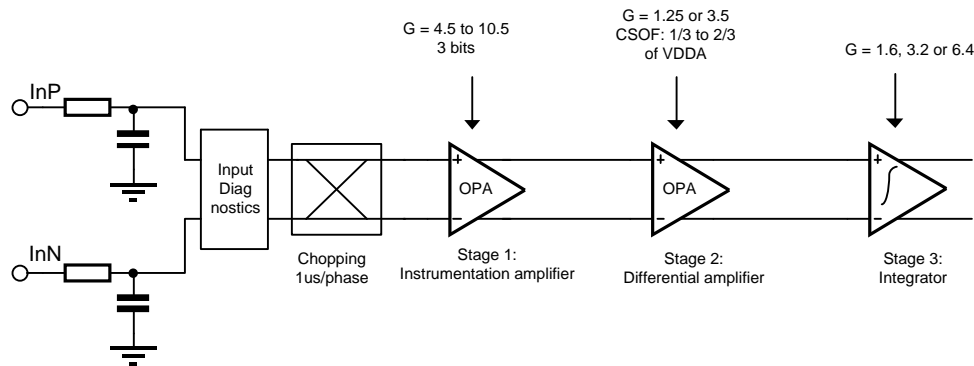 G = 4.5 to 10.5
3 bits
G = 1.25 or 3.5
CSOF: 1/3 to 2/3
of VDDA
G = 1.6, 3.2 or 6.4
InP
Input
Diag
nostics
+
OPA
−
+
OPA
−
+
−
InN
Chopping
1us/phase
Stage 1:
Instrumentation amplifier
Stage 2:
Differential amplifier
Stage 3:
Integrator